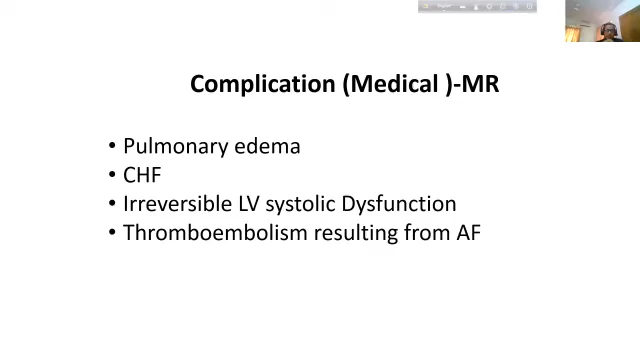 Complication (Medical )-MR
• Pulmonary edema
• CHF
• Irreversible LV systolic Dysfunction
• Thromboembolism resulting from AF